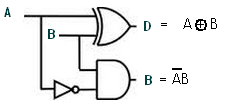 A
B
D = A ⊕ B
B = A̅B